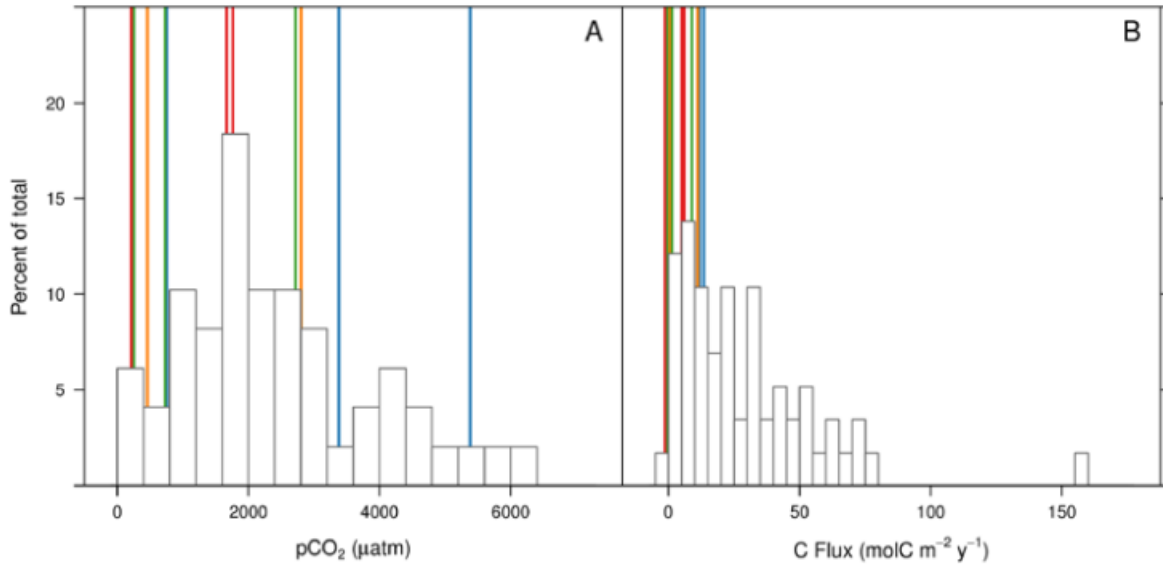 A
B
Percent of total
20
15
10
5
0
2000
4000
6000
0
50
100
150
pCO₂ (µatm)
C Flux (molC m⁻² y⁻¹)